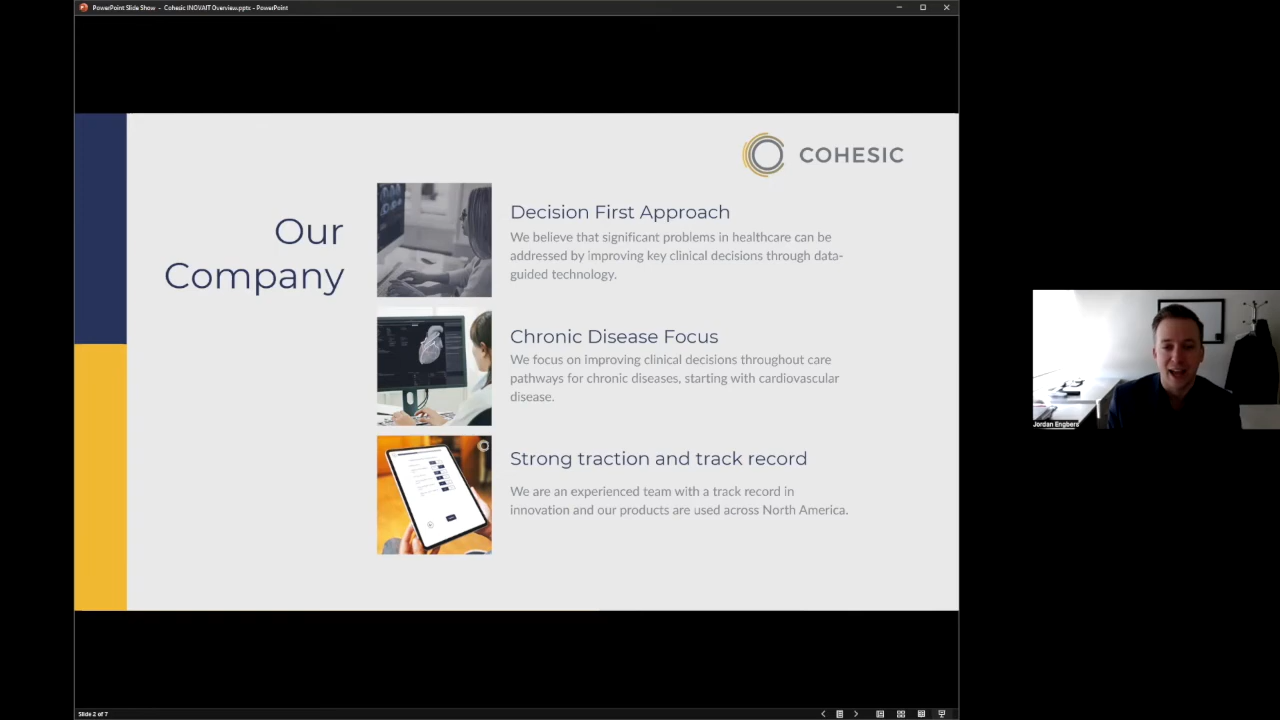 PowerPoint Slide Show - Cohesic INOVAIT Overview.pptx - PowerPoint
COHESIC
Our
Company
Decision First Approach
We believe that significant problems in healthcare can be
addressed by improving key clinical decisions through data-
guided technology.
Chronic Disease Focus
We focus on improving clinical decisions throughout care
pathways for chronic diseases, starting with cardiovascular
disease.
Strong traction and track record
We are an experienced team with a track record in
innovation and our products are used across North America.
Jordan Engbers
Slide 2 of 7